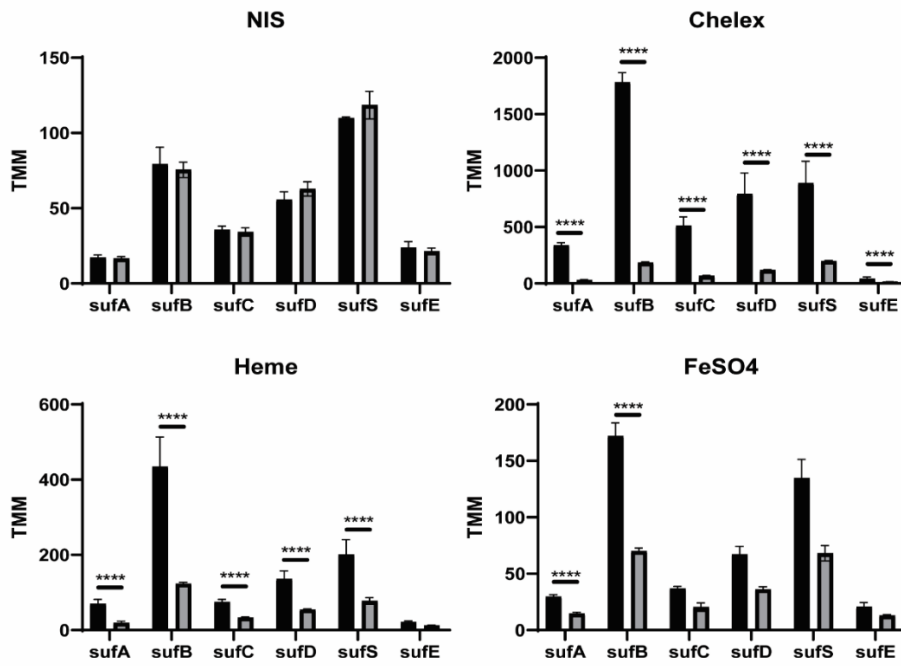 NIS
TMM
150
100
50
0
sufA sufB sufC sufD sufS sufE
Chelex
TMM
2000
1500
1000
500
0
****
****
****
****
****
****
sufA sufB sufC sufD sufS sufE
Heme
TMM
600
400
200
0
****
****
****
****
****
sufA sufB sufC sufD sufS sufE
FeSO4
TMM
200
150
100
50
0
****
****
sufA sufB sufC sufD sufS sufE